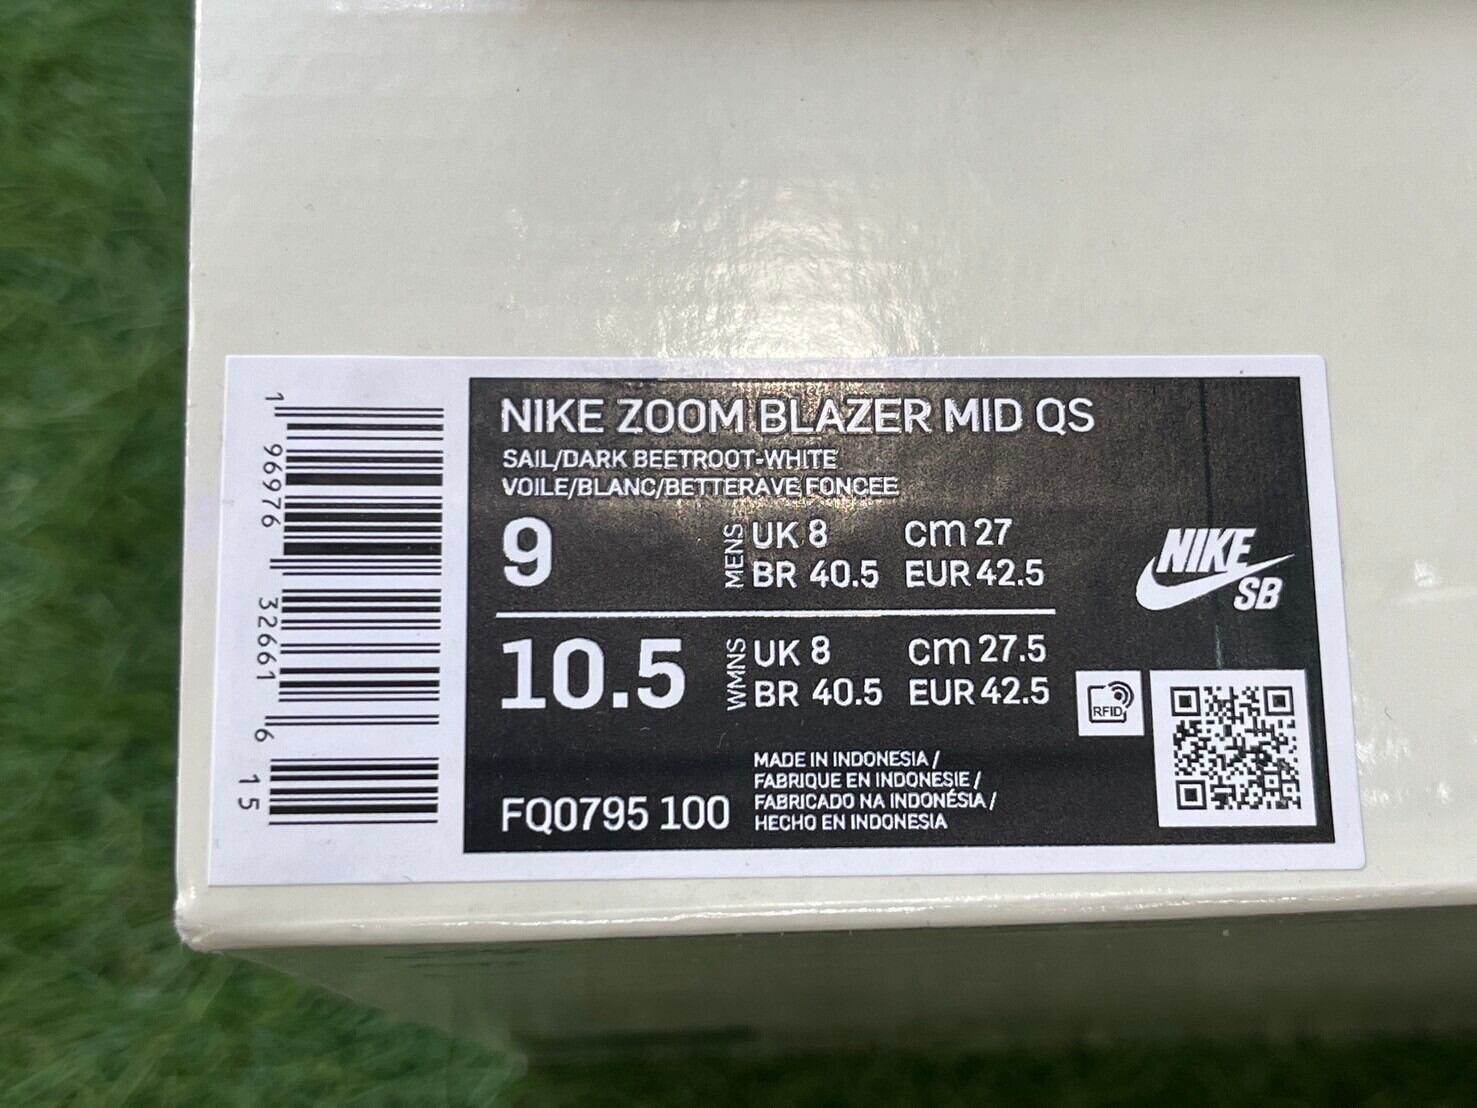 NIKE ZOOM BLAZER MID QS
SAIL/DARK BEETROOT-WHITE
VOILE/BLANC/BETTERAVE FONCEE
9
MENS
UK 8 cm 27
BR 40.5 EUR 42.5
10.5
WMNS
UK 8 cm 27.5
BR 40.5 EUR 42.5
NIKE
SB
RFID
FQ0795 100
MADE IN INDONESIA /
FABRIQUE EN INDONESIE /
FABRICADO NA INDONÉSIA /
HECHO EN INDONESIA
1 96976 32661 6
15